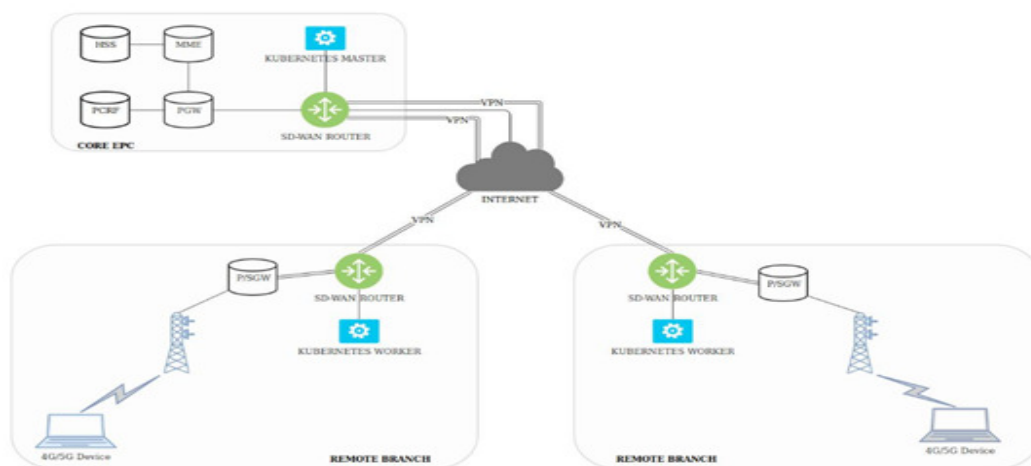 HSS
MME
KUBERNETES MASTER
PCRF
PGW
SD-WAN ROUTER
CORE EPC
VPN
VPN
INTERNET
VPN
VPN
P/SGW
SD-WAN ROUTER
KUBERNETES WORKER
4G/5G Device
REMOTE BRANCH
SD-WAN ROUTER
P/SGW
KUBERNETES WORKER
REMOTE BRANCH
4G/5G Device